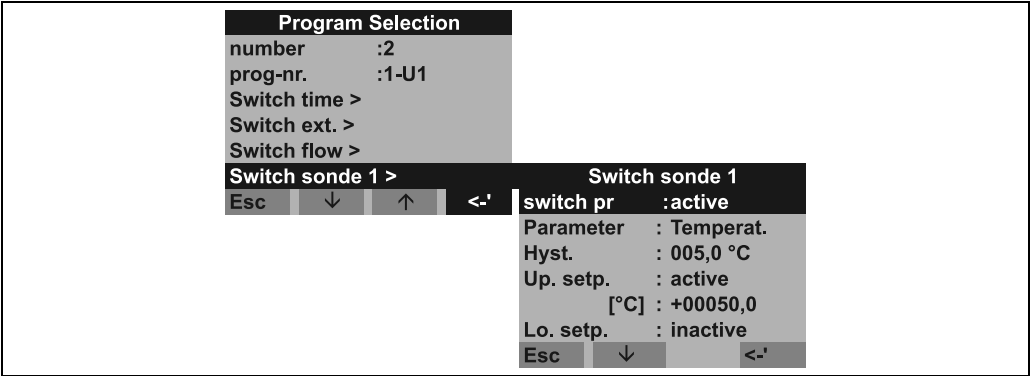 Program Selection
number :2
prog-nr. :1-U1
Switch time >
Switch ext. >
Switch flow >
Switch sonde 1 >
Esc ↓ ↑ <-'
Switch sonde 1
switch pr :active
Parameter : Temperat.
Hyst. : 005,0 °C
Up. setp. : active
[°C] : +00050,0
Lo. setp. : inactive
Esc ↓ <-'